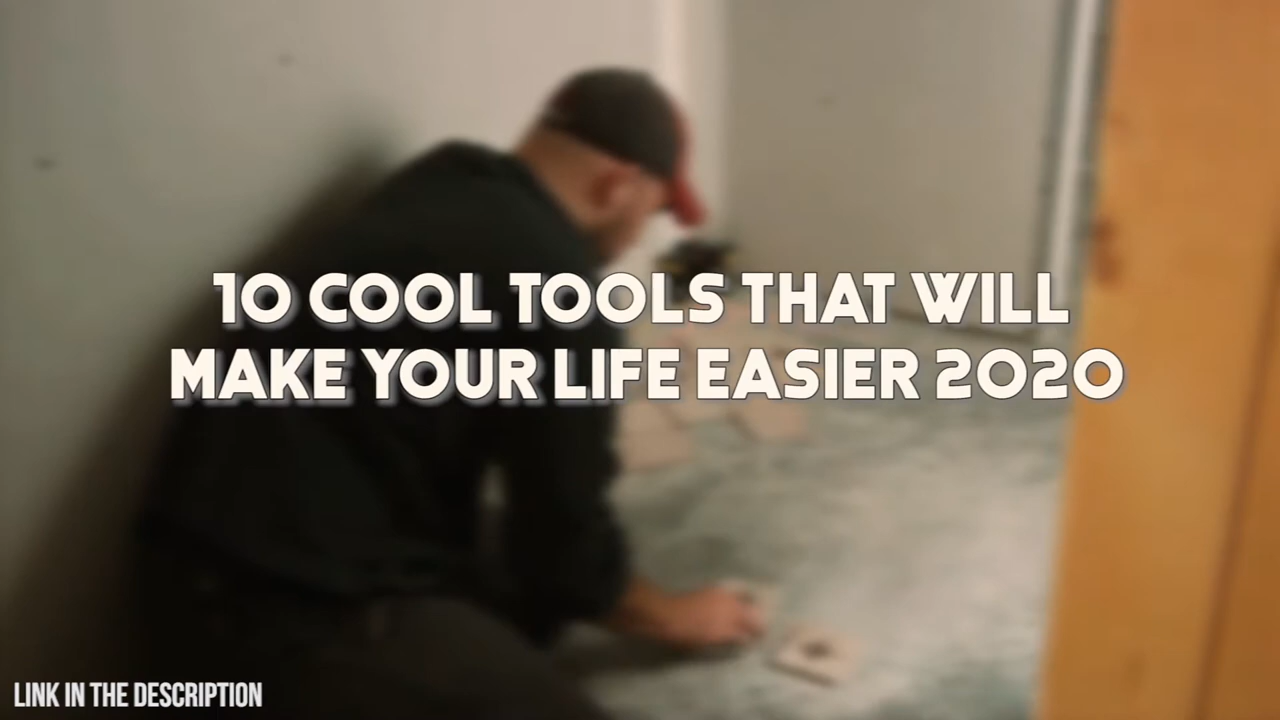 10 COOL TOOLS THAT WILL
MAKE YOUR LIFE EASIER 2020
LINK IN THE DESCRIPTION